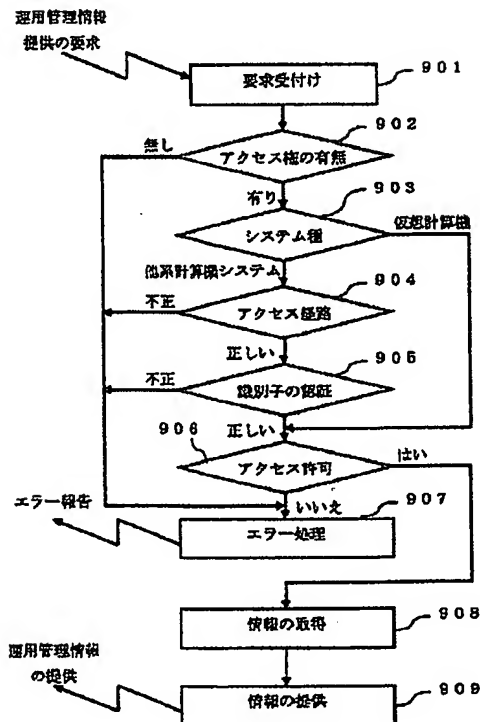 運用管理情報
提供の要求
要求受付け
901
902
無し
アクセス権の有無
有り
903
システム種
仮想計算機
他系計算機システム
904
不正
アクセス経路
正しい
905
不正
識別子の認証
正しい
906
アクセス許可
はい
いいえ
907
エラー報告
エラー処理
情報の取得
908
運用管理情報
の提供
情報の提供
909